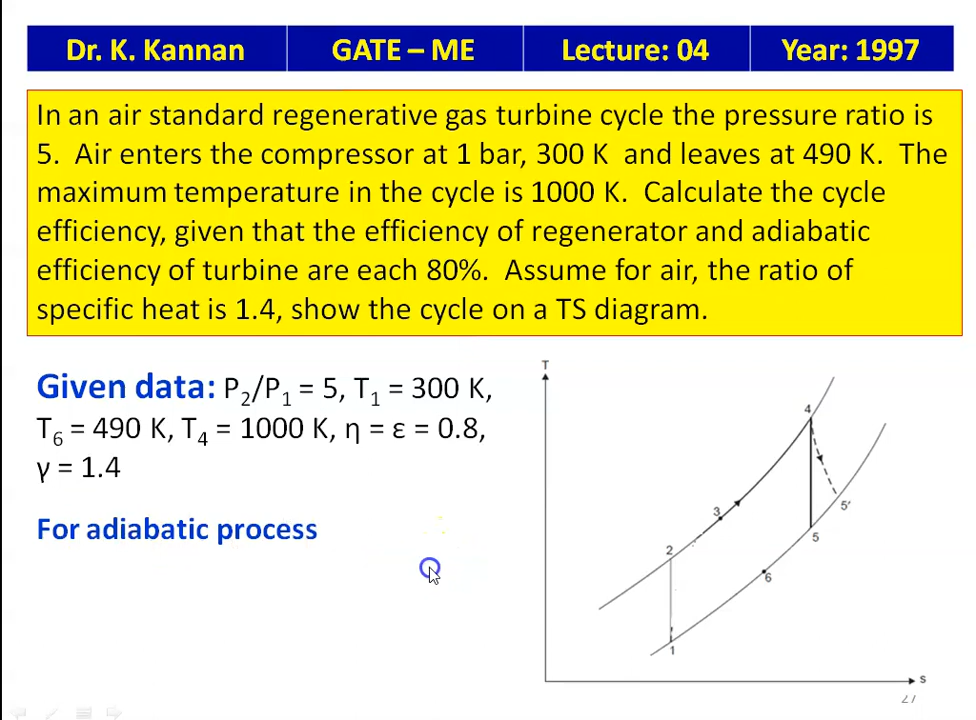 Dr. K. Kannan GATE – ME Lecture: 04 Year: 1997
In an air standard regenerative gas turbine cycle the pressure ratio is
5. Air enters the compressor at 1 bar, 300 K and leaves at 490 K. The
maximum temperature in the cycle is 1000 K. Calculate the cycle
efficiency, given that the efficiency of regenerator and adiabatic
efficiency of turbine are each 80%. Assume for air, the ratio of
specific heat is 1.4, show the cycle on a TS diagram.
Given data: P₂/P₁ = 5, T₁ = 300 K,
T₆ = 490 K, T₄ = 1000 K, η = ε = 0.8,
γ = 1.4
For adiabatic process
T
4
3
5'
2
5
6
1
s
27